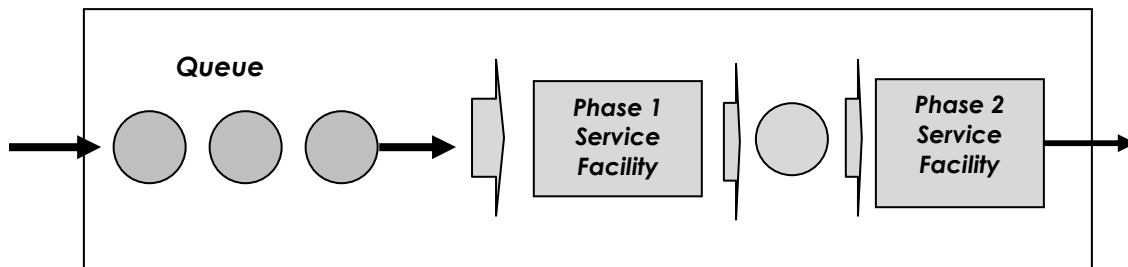 Queue
Phase 1
Service
Facility
Phase 2
Service
Facility